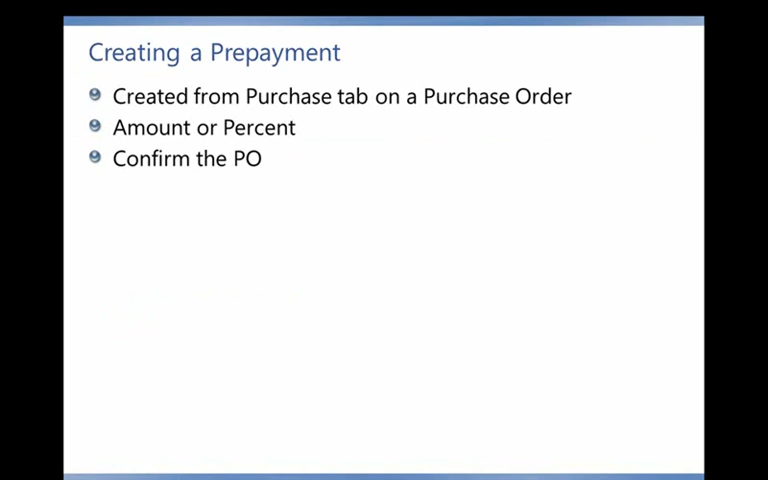 Creating a Prepayment
Created from Purchase tab on a Purchase Order
Amount or Percent
Confirm the PO